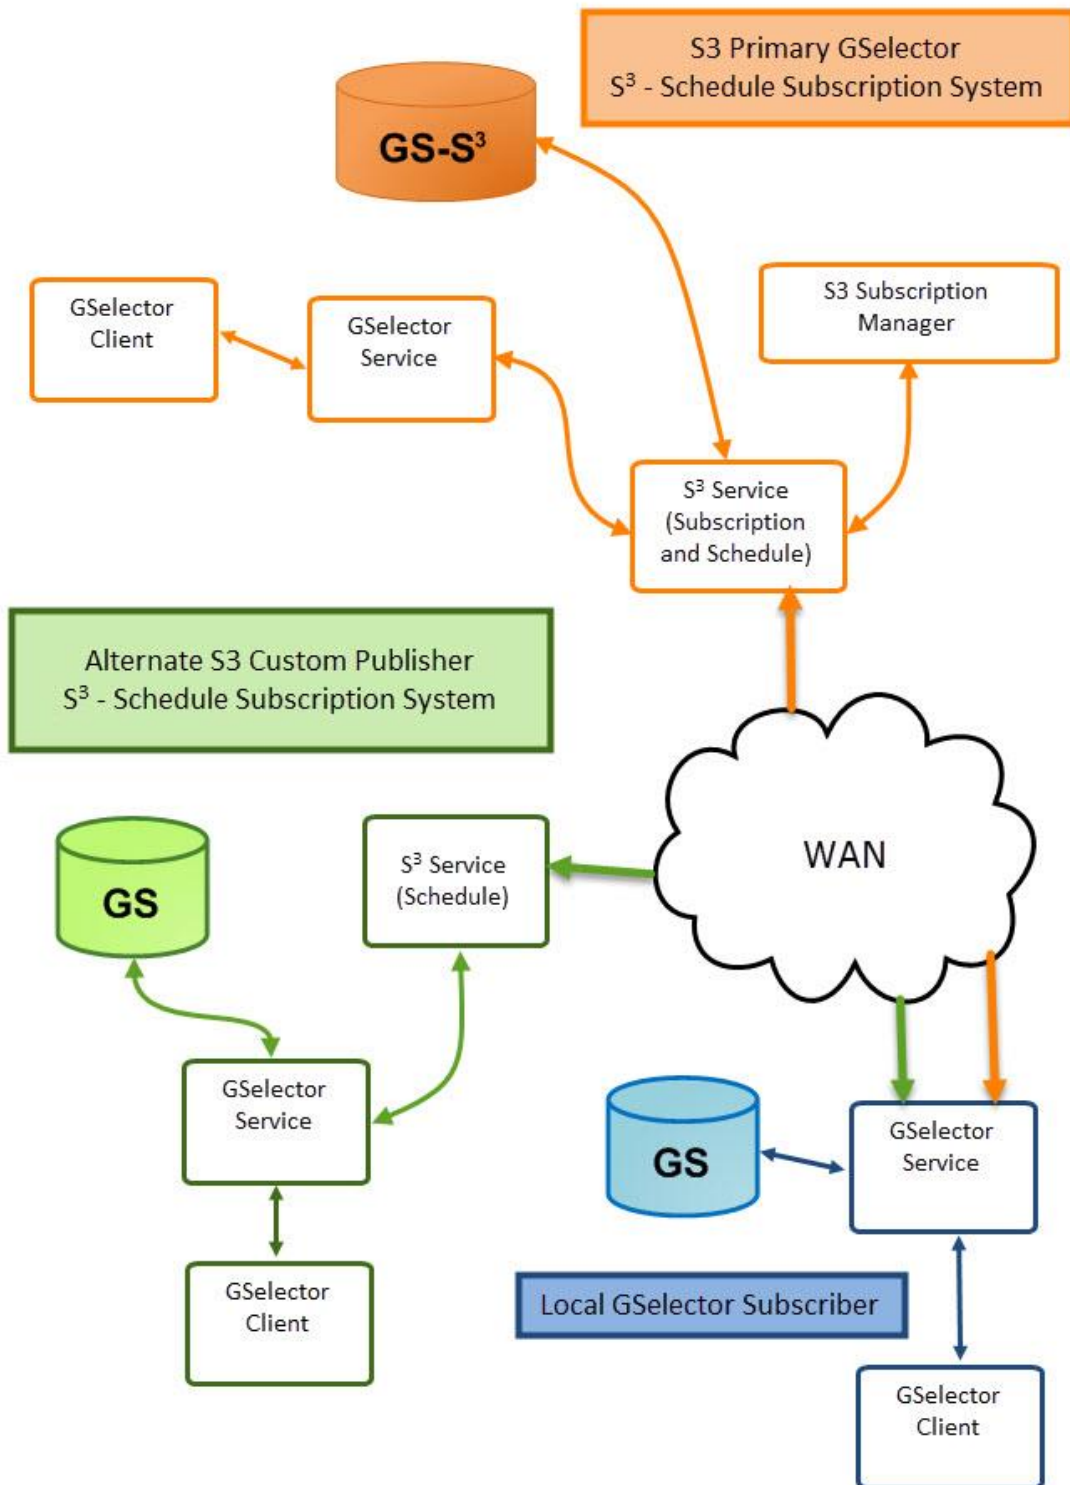 S3 Primary GSelector
S³ - Schedule Subscription System
GS-S³
GSelector
Client
GSelector
Service
S3 Subscription
Manager
S³ Service
(Subscription
and Schedule)
Alternate S3 Custom Publisher
S³ - Schedule Subscription System
WAN
S³ Service
(Schedule)
GS
GSelector
Service
GSelector
Client
GS
GSelector
Service
Local GSelector Subscriber
GSelector
Client